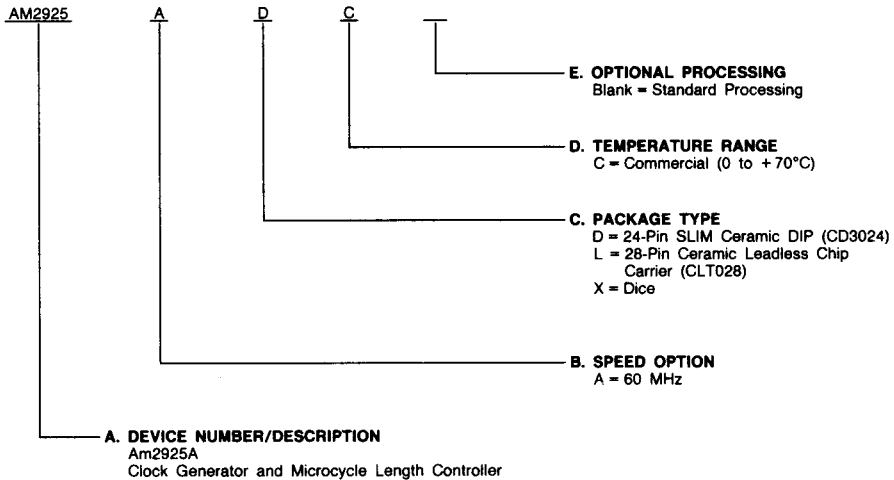 AM2925 A D C
E. OPTIONAL PROCESSING
Blank = Standard Processing
D. TEMPERATURE RANGE
C = Commercial (0 to +70°C)
C. PACKAGE TYPE
D = 24-Pin SLIM Ceramic DIP (CD3024)
L = 28-Pin Ceramic Leadless Chip
Carrier (CLT028)
X = Dice
B. SPEED OPTION
A = 60 MHz
A. DEVICE NUMBER/DESCRIPTION
Am2925A
Clock Generator and Microcycle Length Controller